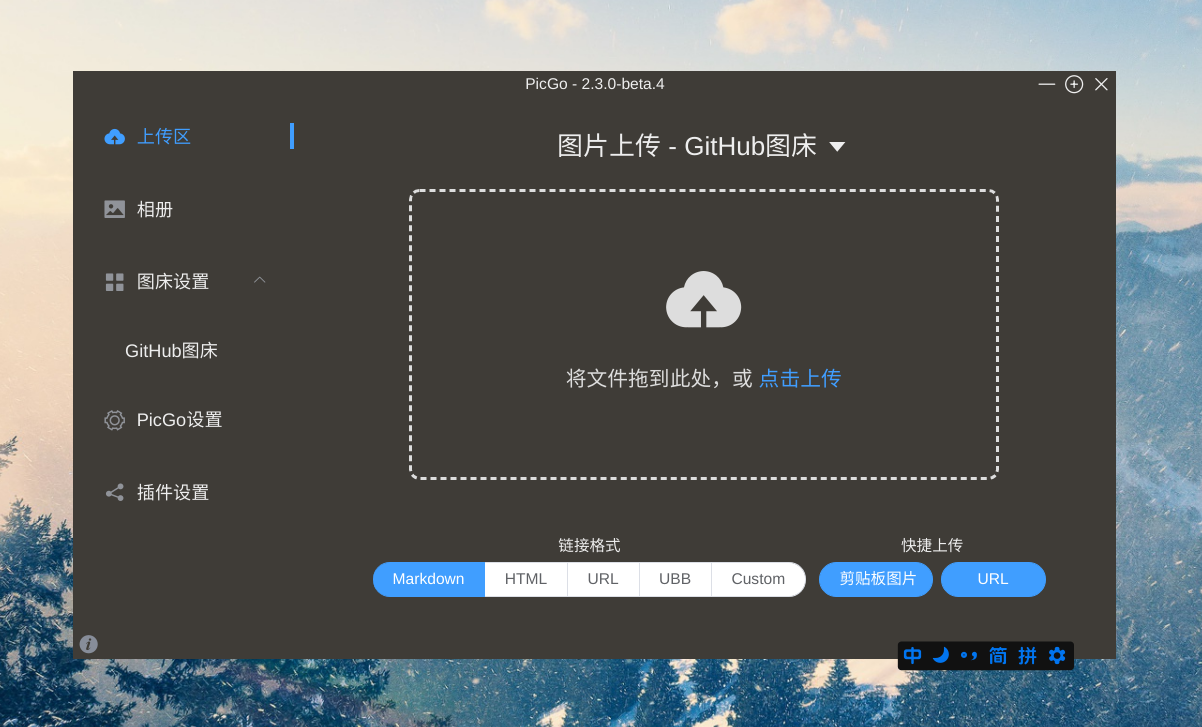 PicGo - 2.3.0-beta.4
上传区
图片上传 - GitHub图床
相册
图床设置
GitHub图床
将文件拖到此处，或 点击上传
PicGo设置
插件设置
链接格式
快捷上传
Markdown HTML URL UBB Custom 剪贴板图片 URL
中 简 拼